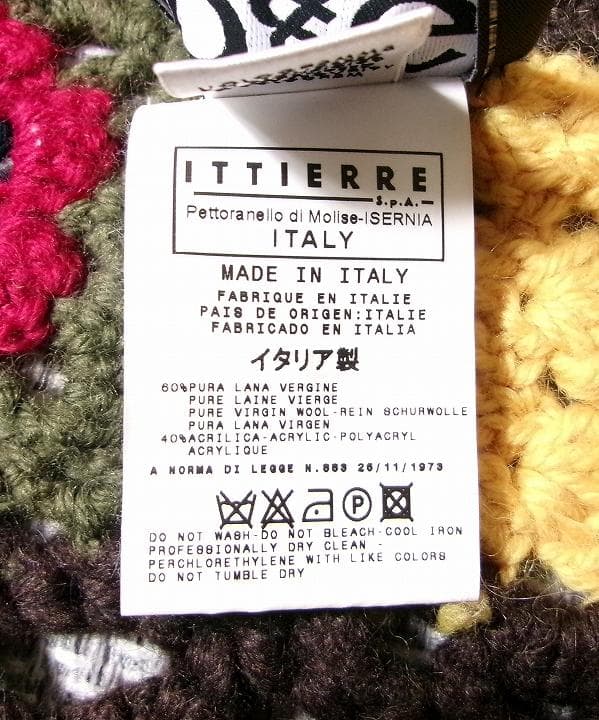 ITTIERRE
S.p.A.
Pettoranello di Molise-ISERNIA
ITALY
MADE IN ITALY
FABRIQUE EN ITALIE
PAIS DE ORIGEN:ITALIE
FABRICADO EN ITALIA
イタリア製
60%PURA LANA VERGINE
PURE LAINE VIERGE
PURE VIRGIN WOOL-REIN SCHURWOLLE
PURA LANA VIRGEN
40%ACRILICA-ACRYLIC-POLYACRYL
ACRYLIQUE
A NORMA DI LEGGE N.883 26/11/1973
P
DO NOT WASH-DO NOT BLEACH-COOL IRON
PROFESSIONALLY DRY CLEAN -
PERCHLORETHYLENE WITH LIKE COLORS
DO NOT TUMBLE DRY